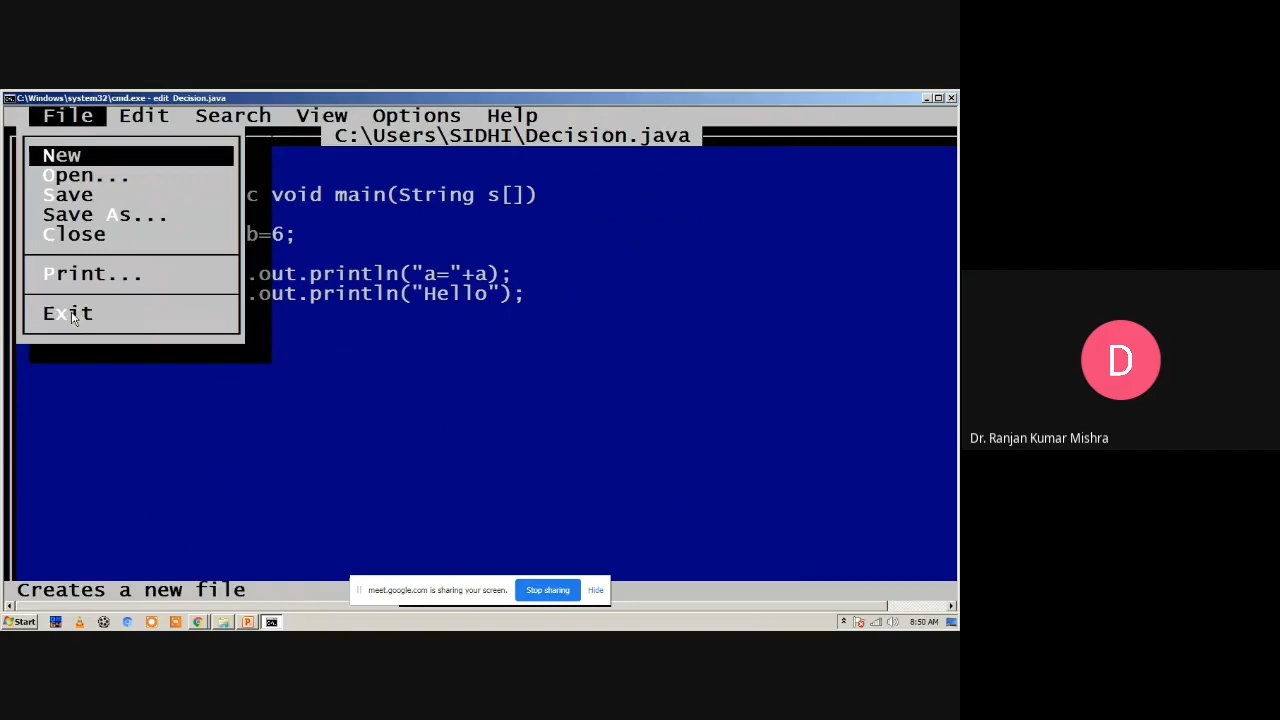 C:\Windows\system32\cmd.exe - edit Decision.java
File Edit Search View Options Help
C:\Users\SIDHI\Decision.java
New
Open...
Save
c void main(String s[])
Save As...
Close
b=6;
Print...
.out.println("a="+a);
.out.println("Hello");
Exit
D
Dr. Ranjan Kumar Mishra
Creates a new file
meet.google.com is sharing your screen.
Stop sharing
Hide
Start
8:50 AM